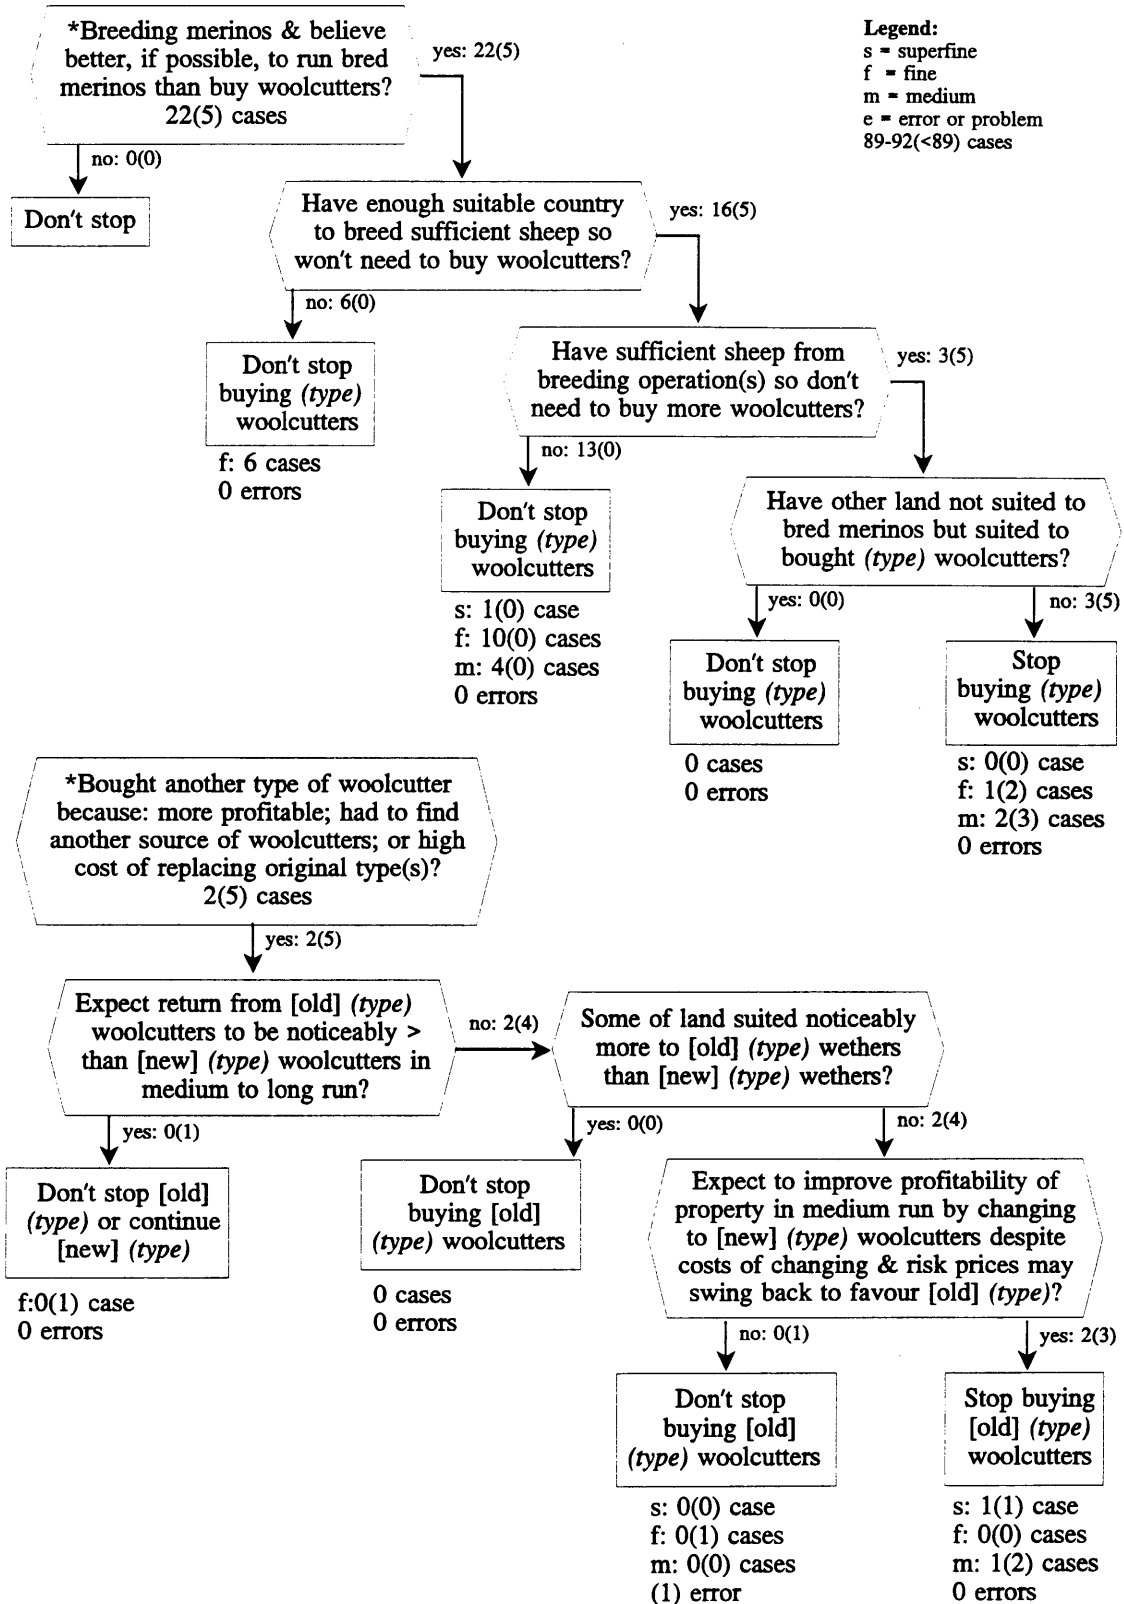 *Breeding merinos & believe
better, if possible, to run bred
merinos than buy woolcutters?
22(5) cases
yes: 22(5)
Legend:
s = superfine
f = fine
m = medium
e = error or problem
89-92(<89) cases
no: 0(0)
Don't stop
Have enough suitable country
to breed sufficient sheep so
won't need to buy woolcutters?
yes: 16(5)
no: 6(0)
Don't stop
buying (type)
woolcutters
f: 6 cases
0 errors
Have sufficient sheep from
breeding operation(s) so don't
need to buy more woolcutters?
yes: 3(5)
no: 13(0)
Don't stop
buying (type)
woolcutters
s: 1(0) case
f: 10(0) cases
m: 4(0) cases
0 errors
Have other land not suited to
bred merinos but suited to
bought (type) woolcutters?
yes: 0(0)
no: 3(5)
Don't stop
buying (type)
woolcutters
0 cases
0 errors
Stop
buying (type)
woolcutters
s: 0(0) case
f: 1(2) cases
m: 2(3) cases
0 errors
*Bought another type of woolcutter
because: more profitable; had to find
another source of woolcutters; or high
cost of replacing original type(s)?
2(5) cases
yes: 2(5)
Expect return from [old] (type)
woolcutters to be noticeably >
than [new] (type) woolcutters in
medium to long run?
no: 2(4)
yes: 0(1)
Don't stop [old]
(type) or continue
[new] (type)
f:0(1) case
0 errors
Some of land suited noticeably
more to [old] (type) wethers
than [new] (type) wethers?
yes: 0(0)
no: 2(4)
Don't stop
buying [old]
(type) woolcutters
0 cases
0 errors
Expect to improve profitability of
property in medium run by changing
to [new] (type) woolcutters despite
costs of changing & risk prices may
swing back to favour [old] (type)?
no: 0(1)
yes: 2(3)
Don't stop
buying [old]
(type) woolcutters
s: 0(0) case
f: 0(1) cases
m: 0(0) cases
(1) error
Stop buying
[old] (type)
woolcutters
s: 1(1) case
f: 0(0) cases
m: 1(2) cases
0 errors